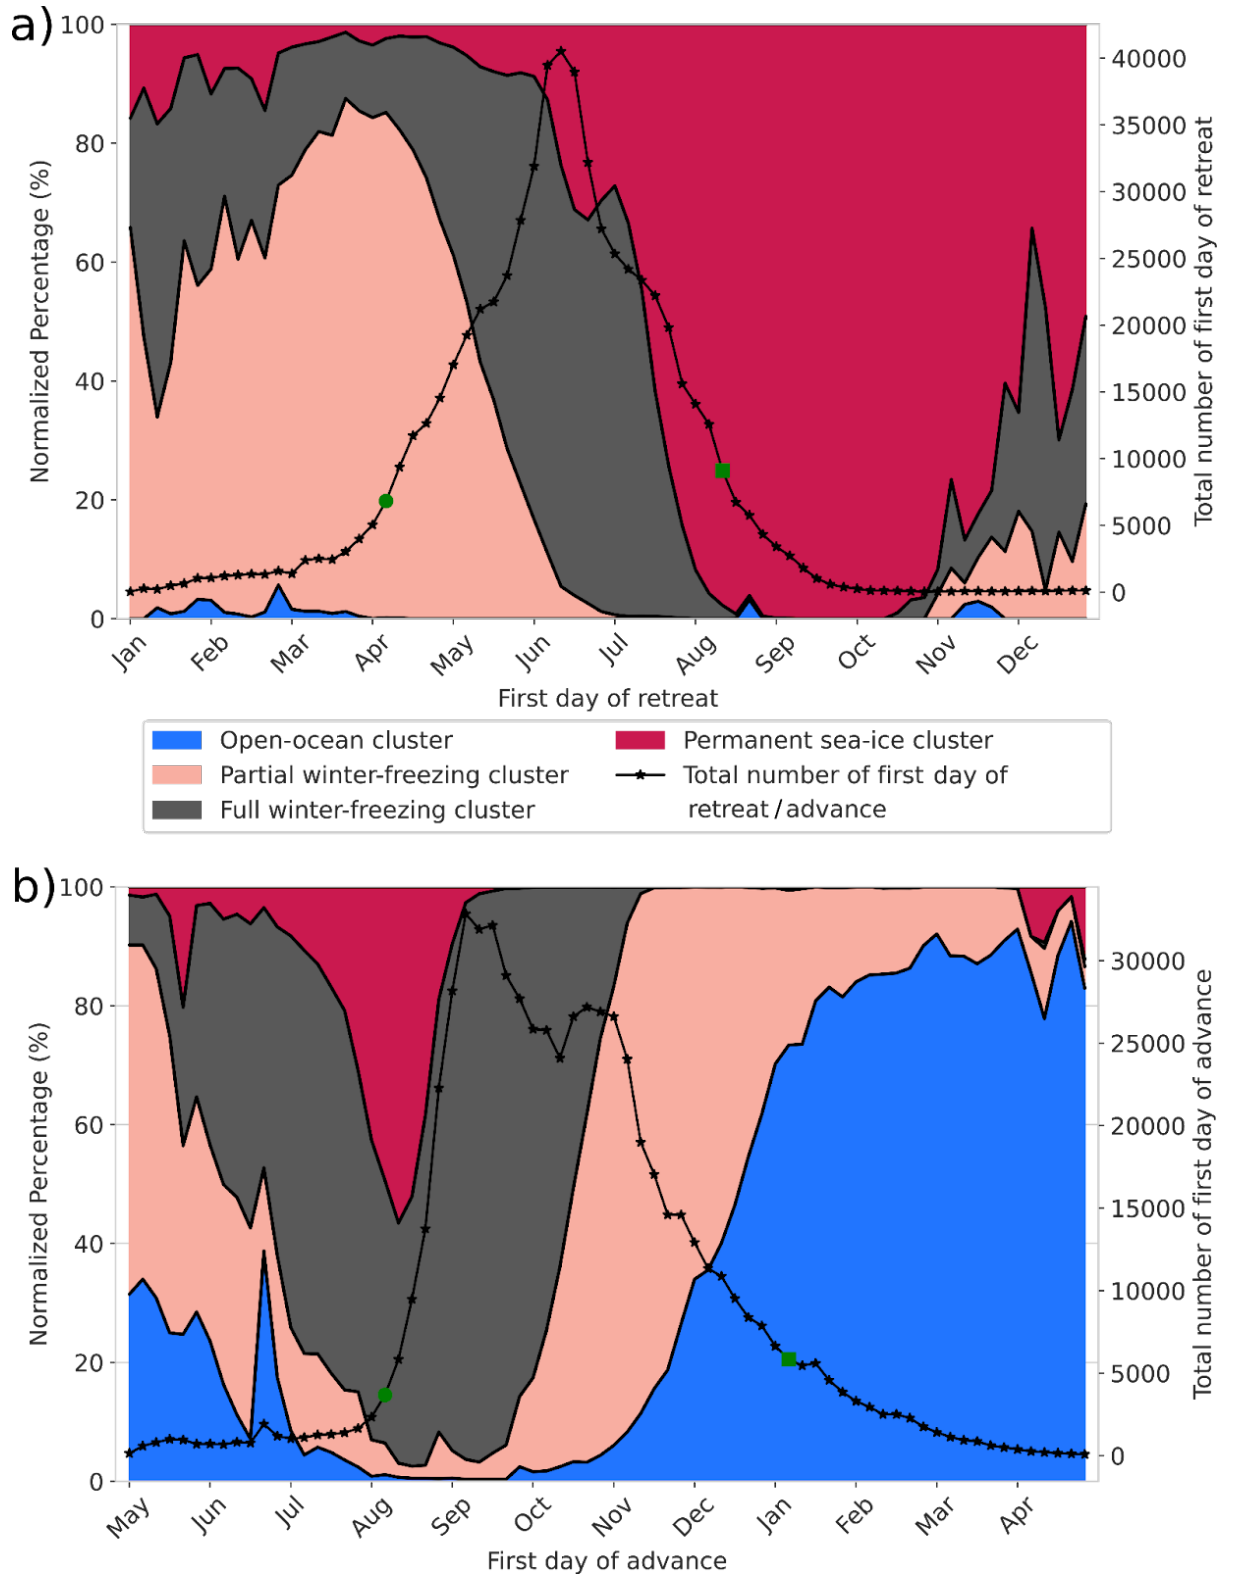 a)
100
80
60
40
20
0
Normalized Percentage (%)
40000
35000
30000
25000
20000
15000
10000
5000
0
Total number of first day of retreat
Jan Feb Mar Apr May Jun Jul Aug Sep Oct Nov Dec
First day of retreat
Open-ocean cluster
Partial winter-freezing cluster
Full winter-freezing cluster
Permanent sea-ice cluster
Total number of first day of
retreat/advance
b)
100
80
60
40
20
0
Normalized Percentage (%)
30000
25000
20000
15000
10000
5000
0
Total number of first day of advance
May Jun Jul Aug Sep Oct Nov Dec Jan Feb Mar Apr
First day of advance